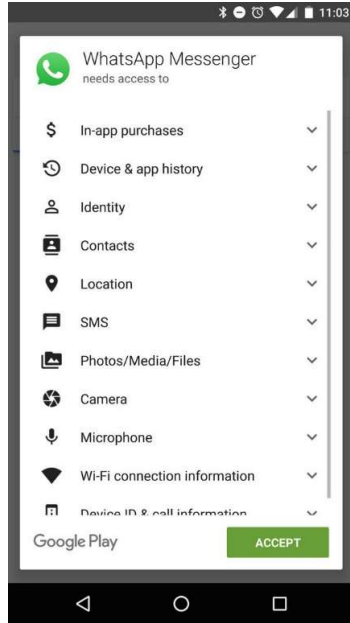 11:03
WhatsApp Messenger
needs access to
$ In-app purchases
Device & app history
Identity
Contacts
Location
SMS
Photos/Media/Files
Camera
Microphone
Wi-Fi connection information
Device ID & call information
Google Play
ACCEPT